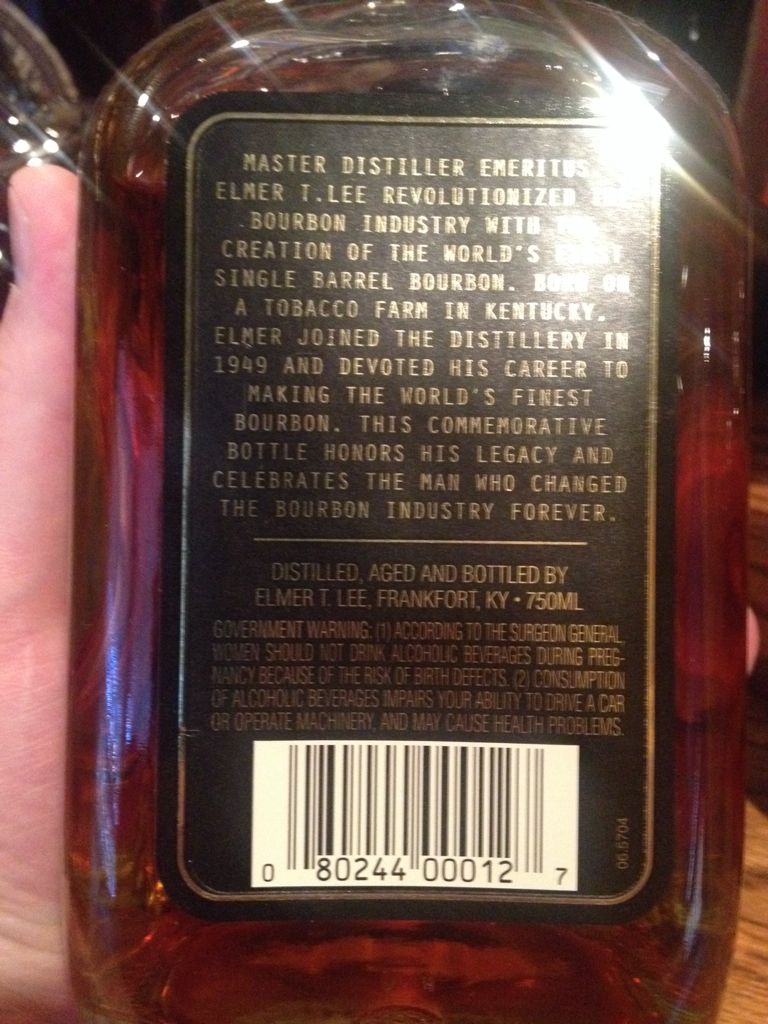 MASTER DISTILLER EMERITUS
ELMER T. LEE REVOLUTIONIZED THE
BOURBON INDUSTRY WITH
CREATION OF THE WORLD'S
SINGLE BARREL BOURBON. BORN ON
A TOBACCO FARM IN KENTUCKY.
ELMER JOINED THE DISTILLERY IN
1949 AND DEVOTED HIS CAREER TO
MAKING THE WORLD'S FINEST
BOURBON. THIS COMMEMORATIVE
BOTTLE HONORS HIS LEGACY AND
CELEBRATES THE MAN WHO CHANGED
THE BOURBON INDUSTRY FOREVER.
DISTILLED, AGED AND BOTTLED BY
ELMER T. LEE, FRANKFORT, KY • 750ML
GOVERNMENT WARNING: (1) ACCORDING TO THE SURGEON GENERAL
WOMEN SHOULD NOT DRINK ALCOHOLIC BEVERAGES DURING PREG-
NANCY BECAUSE OF THE RISK OF BIRTH DEFECTS. (2) CONSUMPTION
OF ALCOHOLIC BEVERAGES IMPAIRS YOUR ABILITY TO DRIVE A CAR
OR OPERATE MACHINERY, AND MAY CAUSE HEALTH PROBLEMS.
0 80244 00012 7
06.5704